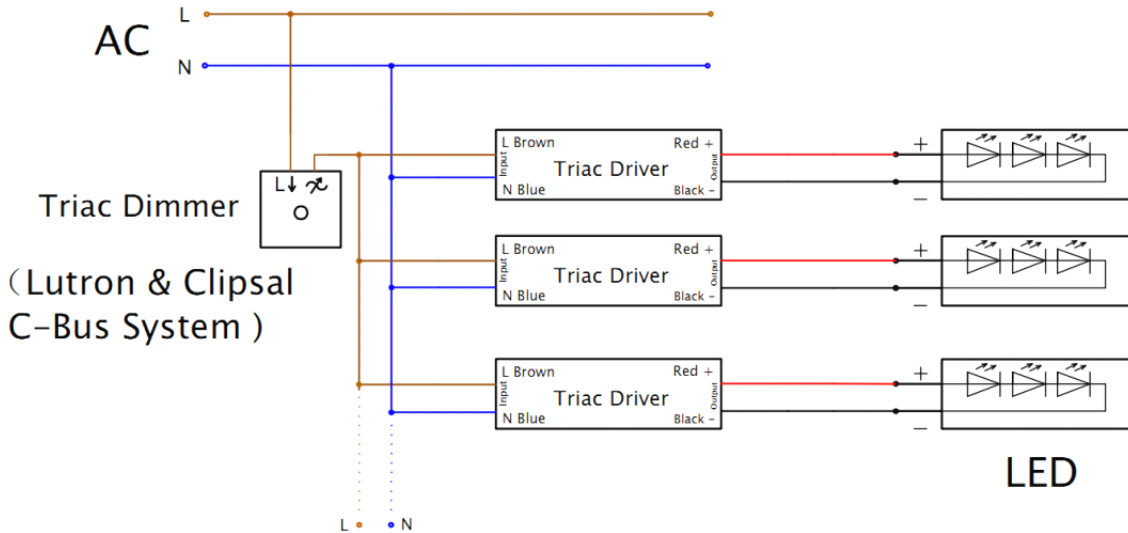 L
AC
N
L Brown
Red +
Input
Triac Driver
Output
N Blue
Black -
+
−
L
Triac Dimmer
(Lutron & Clipsal
C-Bus System )
L Brown
Red +
Input
Triac Driver
Output
N Blue
Black -
+
−
L Brown
Red +
Input
Triac Driver
Output
N Blue
Black -
+
−
LED
L
N